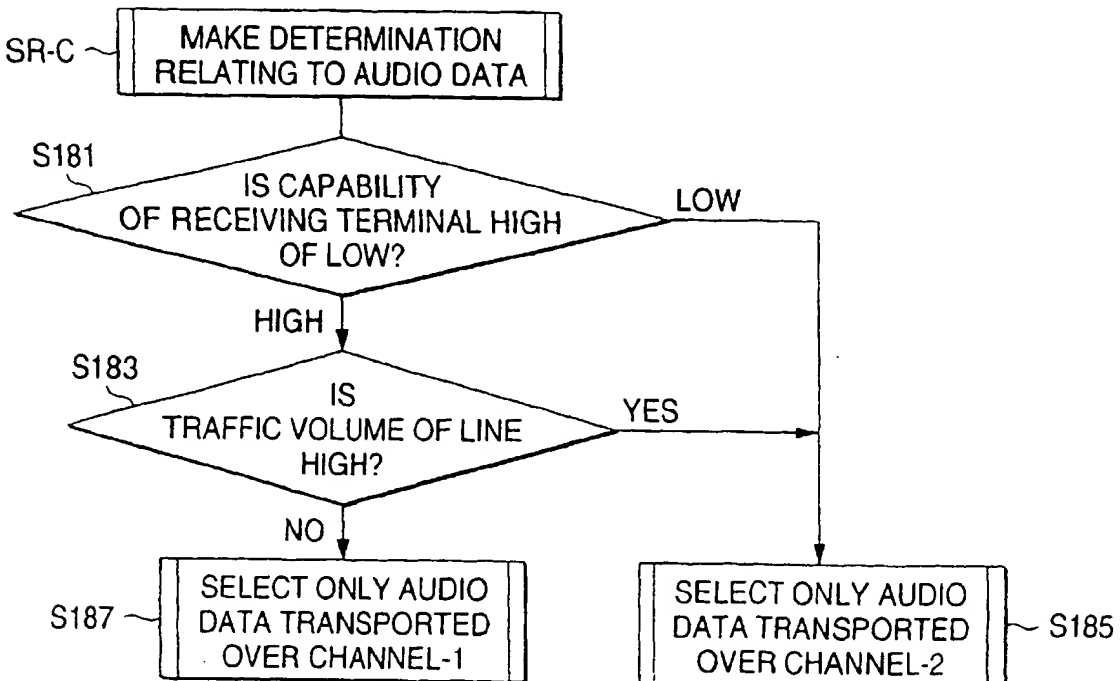 SR-C
MAKE DETERMINATION
RELATING TO AUDIO DATA
S181
IS CAPABILITY
OF RECEIVING TERMINAL HIGH
OF LOW?
LOW
HIGH
S183
IS
TRAFFIC VOLUME OF LINE
HIGH?
YES
NO
S187
SELECT ONLY AUDIO
DATA TRANSPORTED
OVER CHANNEL-1
SELECT ONLY AUDIO
DATA TRANSPORTED
OVER CHANNEL-2
S185